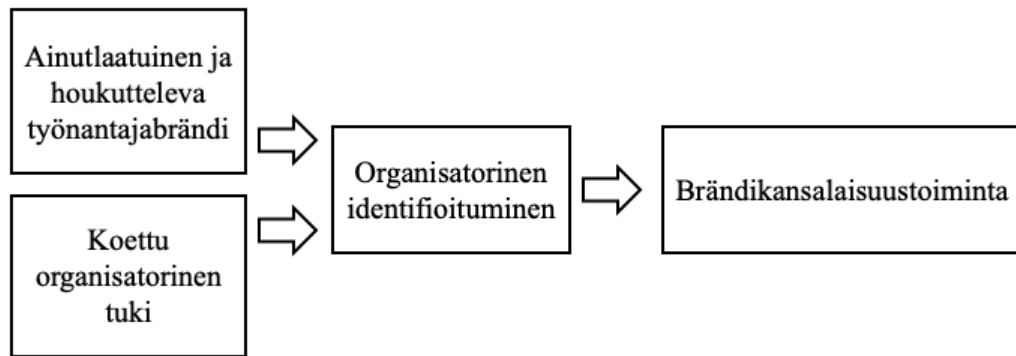 Ainutlaatuinen ja
houkutteleva
työnantajabrändi
Koettu
organisatorinen
tuki
Organisatorinen
identifioituminen
Brändikansalaisuustoiminta